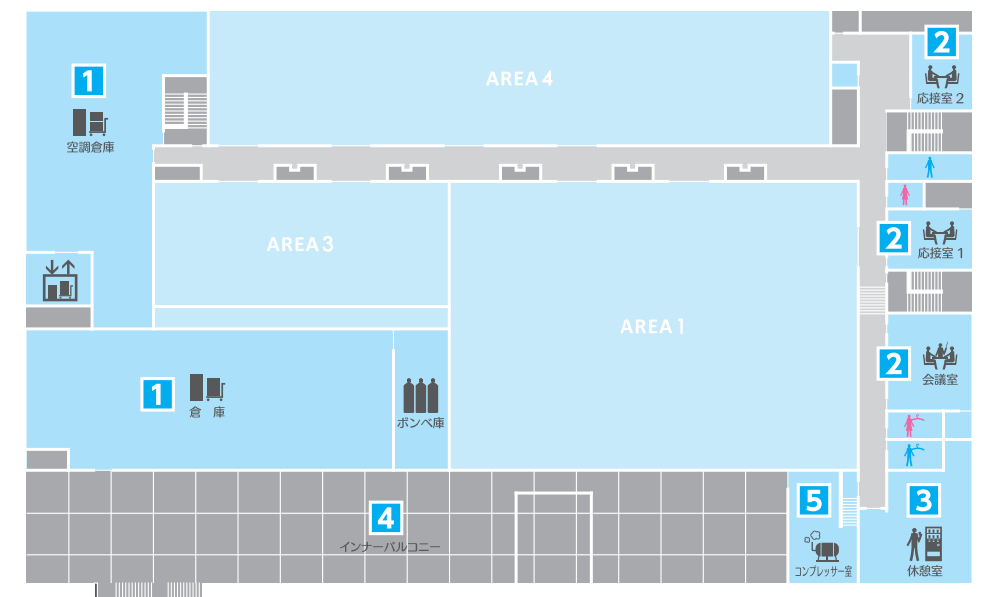 AREA 4
2
応接室 2
1
空調倉庫
AREA 3
2
応接室 1
AREA 1
2
会議室
1
倉 庫
ボンベ庫
4
インナーバルコニー
5
コンプレッサー室
3
休憩室